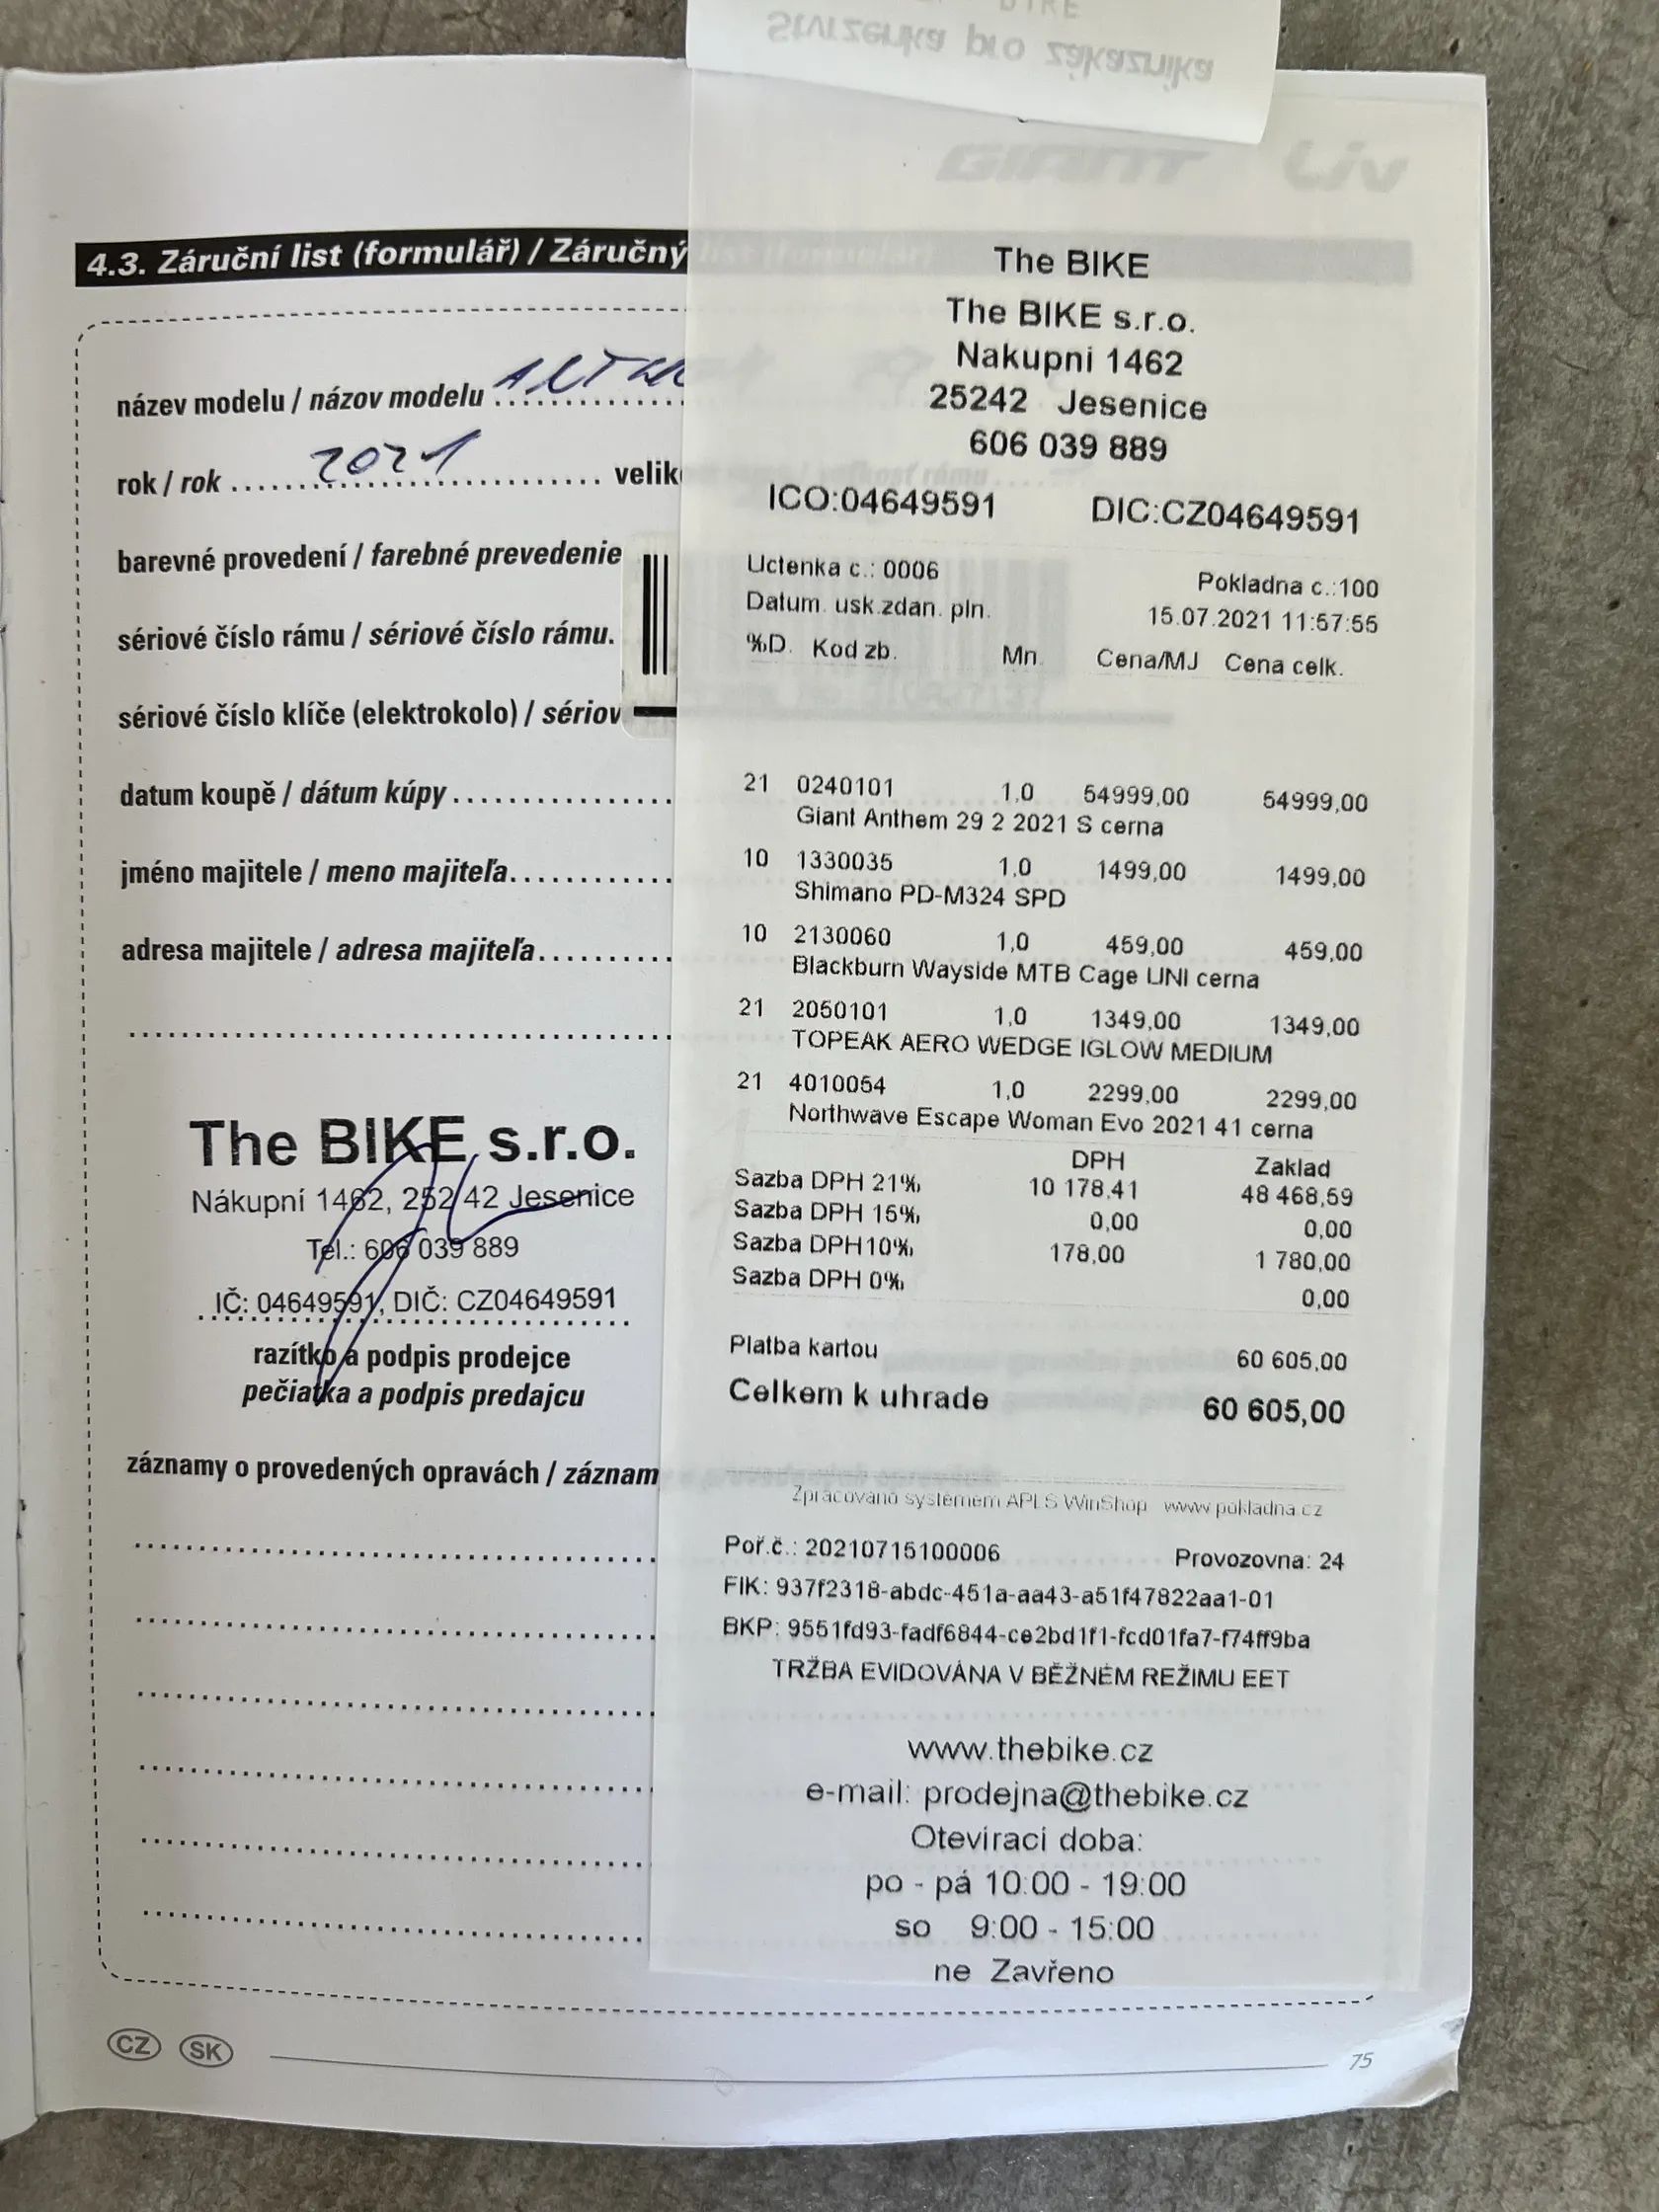 Stvrzenka pro zákazníka
GIANT Liv
4.3. Záruční list (formulář) / Záručný list (formulár)
název modelu / názov modelu
rok / rok 2021 velik
barevné provedení / farebné prevedenie
sériové číslo rámu / sériové číslo rámu.
sériové číslo klíče (elektrokolo) / sériov
datum koupě / dátum kúpy
jméno majitele / meno majiteľa
adresa majitele / adresa majiteľa
The BIKE s.r.o.
Nákupní 1462, 252 42 Jesenice
Tel.: 606 039 889
IČ: 04649591, DIČ: CZ04649591
razítko a podpis prodejce
pečiatka a podpis predajcu
záznamy o provedených opravách / záznam
CZ SK
75
The BIKE
The BIKE s.r.o.
Nakupni 1462
25242 Jesenice
606 039 889
ICO:04649591 DIC:CZ04649591
Uctenka c.: 0006 Pokladna c.:100
Datum. usk.zdan. pln. 15.07.2021 11:57:55
%D. Kod zb. Mn. Cena/MJ Cena celk.
21 0240101 1,0 54999,00 54999,00
Giant Anthem 29 2 2021 S cerna
10 1330035 1,0 1499,00 1499,00
Shimano PD-M324 SPD
10 2130060 1,0 459,00 459,00
Blackburn Wayside MTB Cage UNI cerna
21 2050101 1,0 1349,00 1349,00
TOPEAK AERO WEDGE IGLOW MEDIUM
21 4010054 1,0 2299,00 2299,00
Northwave Escape Woman Evo 2021 41 cerna
DPH Zaklad
Sazba DPH 21% 10 178,41 48 468,59
Sazba DPH 15% 0,00 0,00
Sazba DPH10% 178,00 1 780,00
Sazba DPH 0% 0,00
Platba kartou 60 605,00
Celkem k uhrade 60 605,00
Zpracovano systemem APLS WinShop www.pokladna.cz
Poř.č.: 20210715100006 Provozovna: 24
FIK: 937f2318-abdc-451a-aa43-a51f47822aa1-01
BKP: 9551fd93-fadf6844-ce2bd1f1-fcd01fa7-f74ff9ba
TRŽBA EVIDOVÁNA V BĚŽNÉM REŽIMU EET
www.thebike.cz
e-mail: prodejna@thebike.cz
Oteviraci doba:
po - pá 10:00 - 19:00
so 9:00 - 15:00
ne Zavřeno